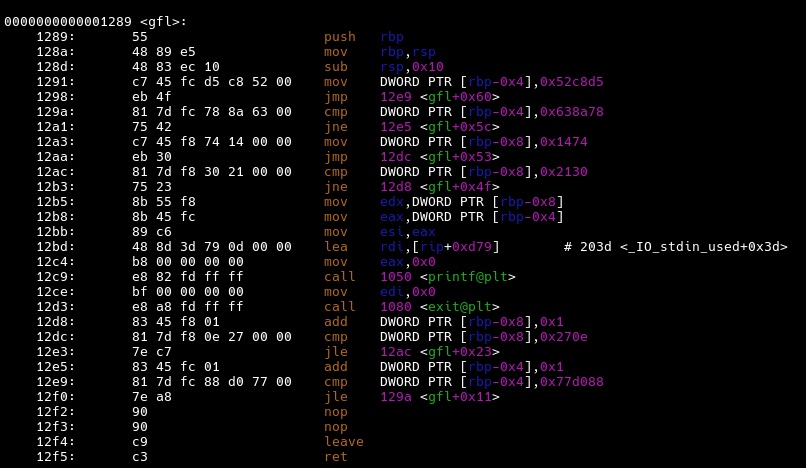 0000000000001289 <gfl>:
1289: 55 push rbp
128a: 48 89 e5 mov rbp,rsp
128d: 48 83 ec 10 sub rsp,0x10
1291: c7 45 fc d5 c8 52 00 mov DWORD PTR [rbp-0x4],0x52c8d5
1298: eb 4f jmp 12e9 <gfl+0x60>
129a: 81 7d fc 78 8a 63 00 cmp DWORD PTR [rbp-0x4],0x638a78
12a1: 75 42 jne 12e5 <gfl+0x5c>
12a3: c7 45 f8 74 14 00 00 mov DWORD PTR [rbp-0x8],0x1474
12aa: eb 30 jmp 12dc <gfl+0x53>
12ac: 81 7d f8 30 21 00 00 cmp DWORD PTR [rbp-0x8],0x2130
12b3: 75 23 jne 12d8 <gfl+0x4f>
12b5: 8b 55 f8 mov edx,DWORD PTR [rbp-0x8]
12b8: 8b 45 fc mov eax,DWORD PTR [rbp-0x4]
12bb: 89 c6 mov esi,eax
12bd: 48 8d 3d 79 0d 00 00 lea rdi,[rip+0xd79] # 203d <_IO_stdin_used+0x3d>
12c4: b8 00 00 00 00 mov eax,0x0
12c9: e8 82 fd ff ff call 1050 <printf@plt>
12ce: bf 00 00 00 00 mov edi,0x0
12d3: e8 a8 fd ff ff call 1080 <exit@plt>
12d8: 83 45 f8 01 add DWORD PTR [rbp-0x8],0x1
12dc: 81 7d f8 0e 27 00 00 cmp DWORD PTR [rbp-0x8],0x270e
12e3: 7e c7 jle 12ac <gfl+0x23>
12e5: 83 45 fc 01 add DWORD PTR [rbp-0x4],0x1
12e9: 81 7d fc 88 d0 77 00 cmp DWORD PTR [rbp-0x4],0x77d088
12f0: 7e a8 jle 129a <gfl+0x11>
12f2: 90 nop
12f3: 90 nop
12f4: c9 leave
12f5: c3 ret